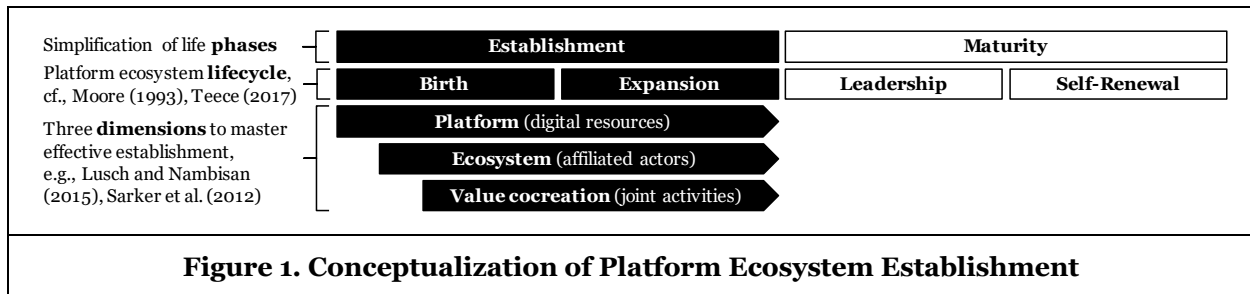 Simplification of life phases
Establishment
Maturity
Platform ecosystem lifecycle,
cf., Moore (1993), Teece (2017)
Birth
Expansion
Leadership
Self-Renewal
Three dimensions to master
effective establishment,
e.g., Lusch and Nambisan
(2015), Sarker et al. (2012)
Platform (digital resources)
Ecosystem (affiliated actors)
Value cocreation (joint activities)
Figure 1. Conceptualization of Platform Ecosystem Establishment